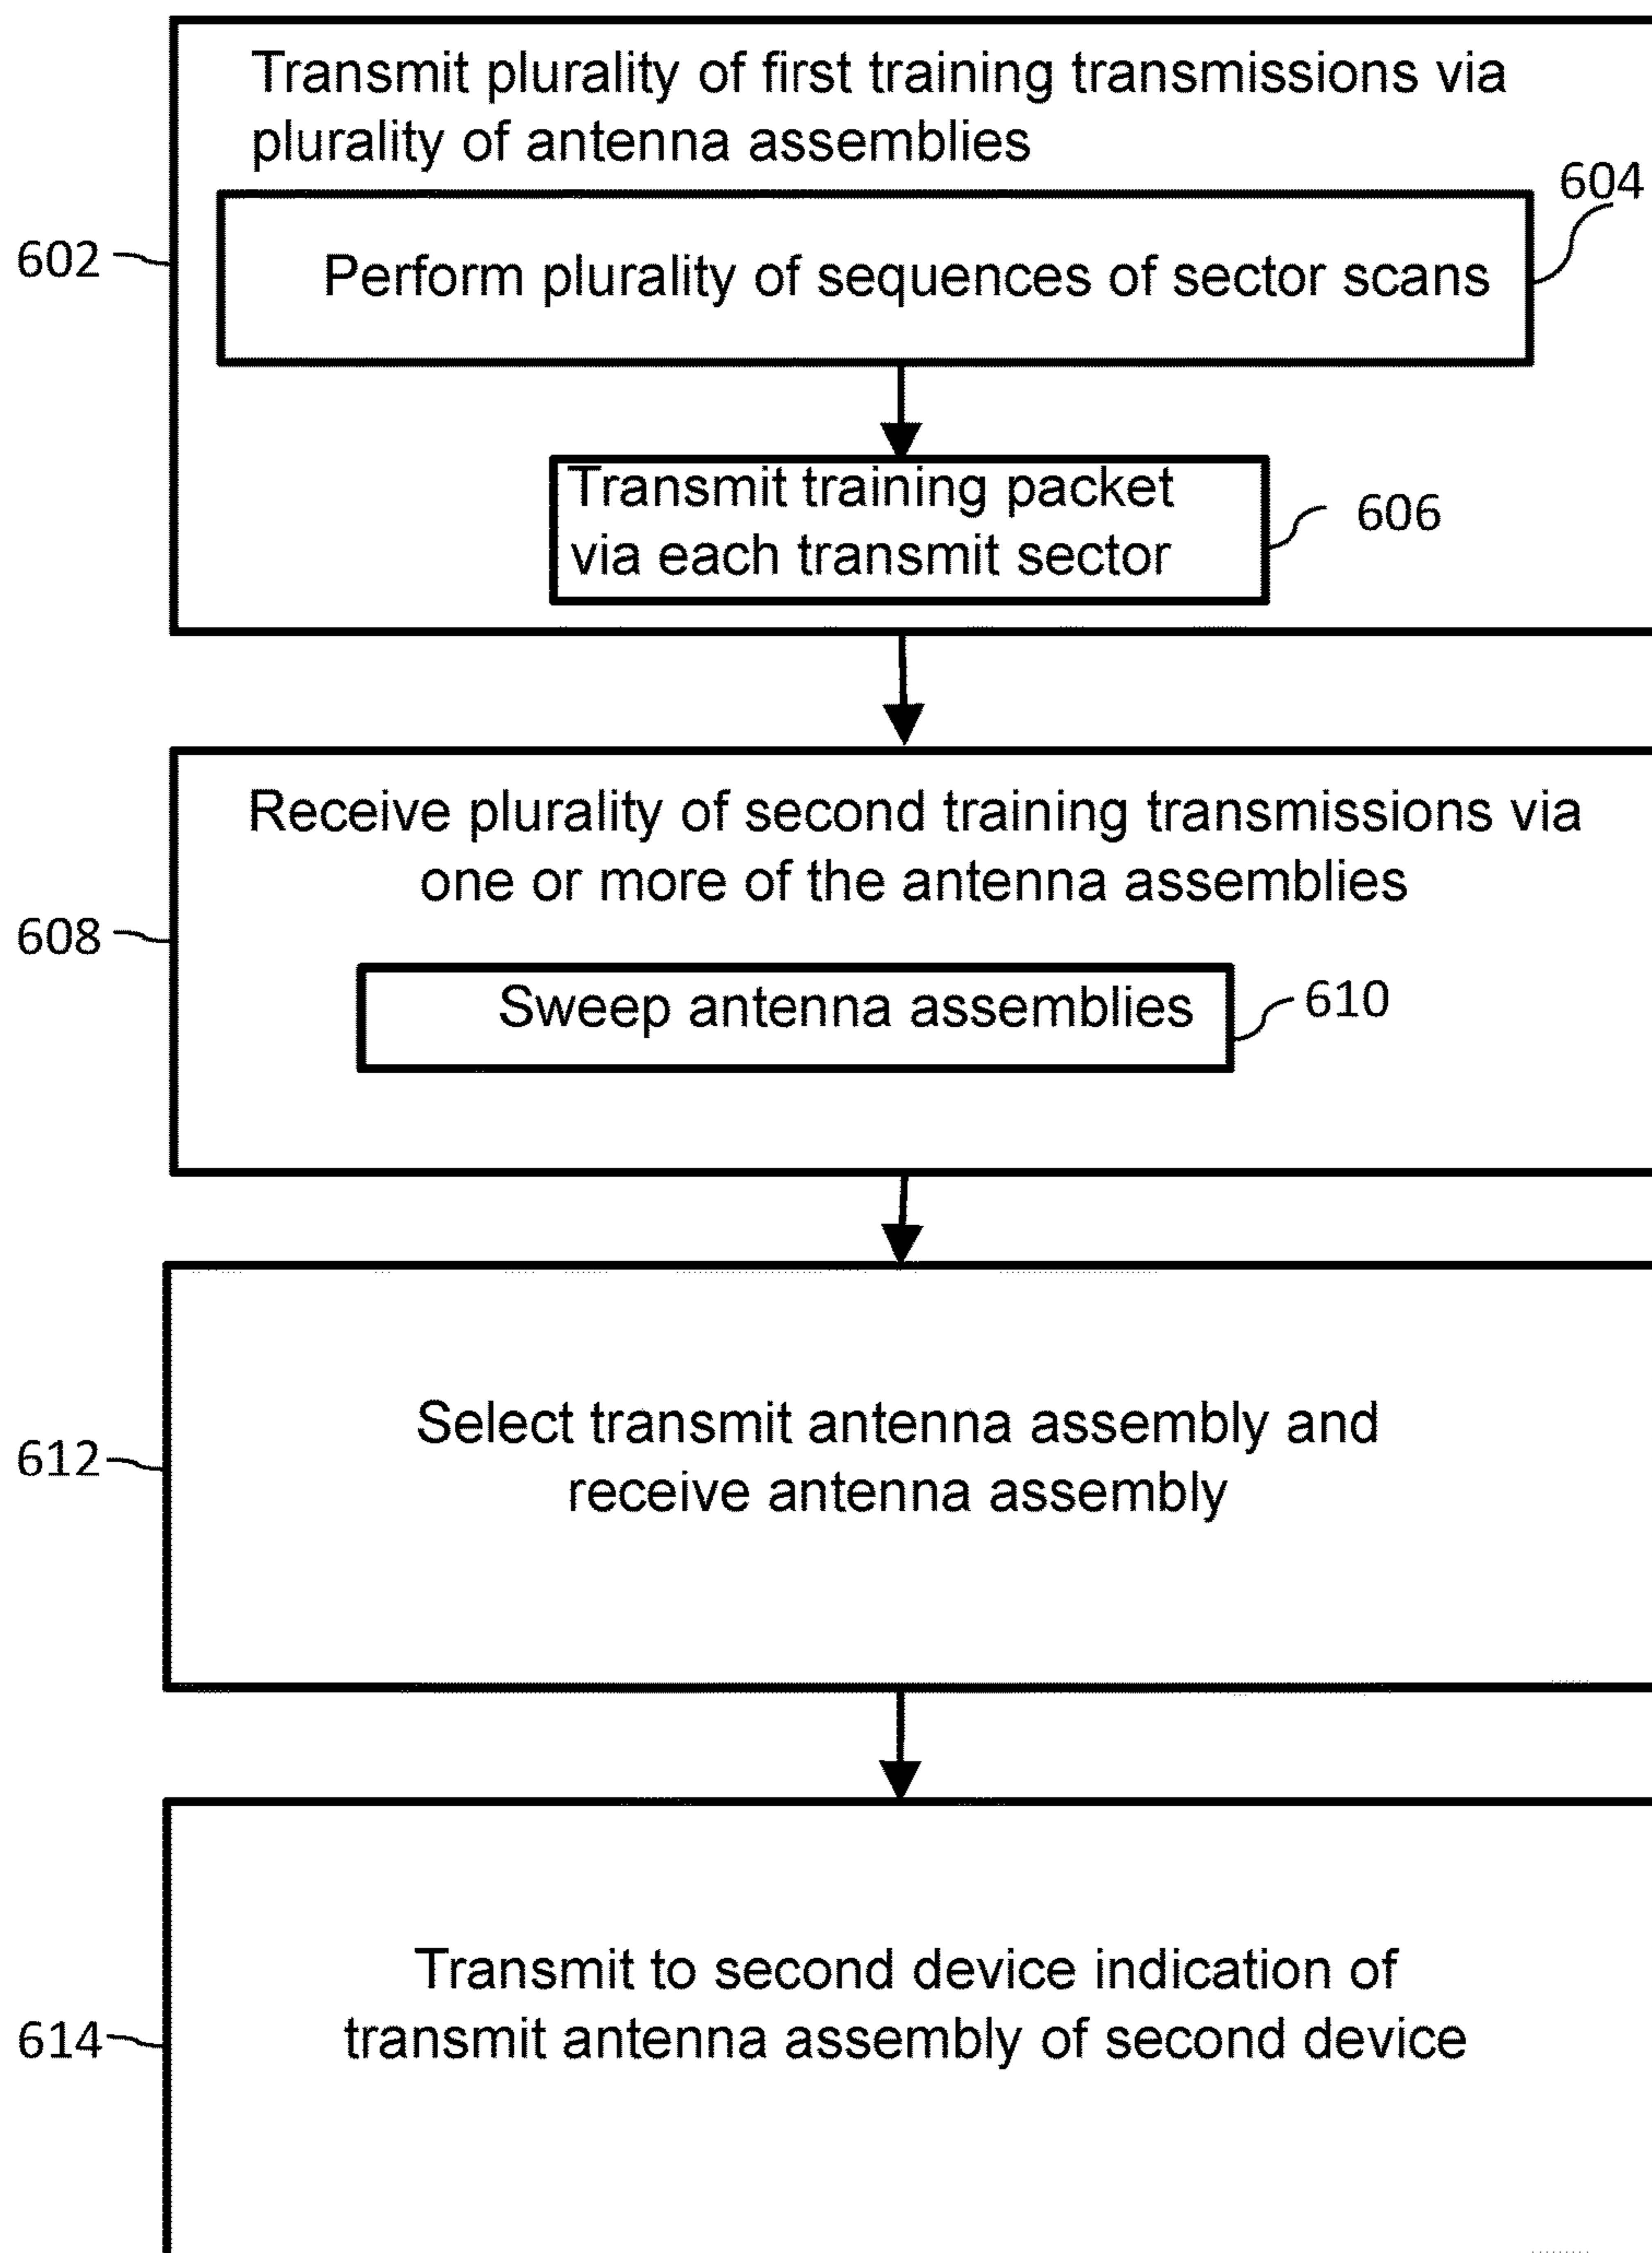 Transmit plurality of first training transmissions via
plurality of antenna assemblies
604
602
Perform plurality of sequences of sector scans
Transmit training packet
606
via each transmit sector
Receive plurality of second training transmissions via
one or more of the antenna assemblies
608
Sweep antenna assemblies
610
Select transmit antenna assembly and
612
receive antenna assembly
Transmit to second device indication of
614
transmit antenna assembly of second device